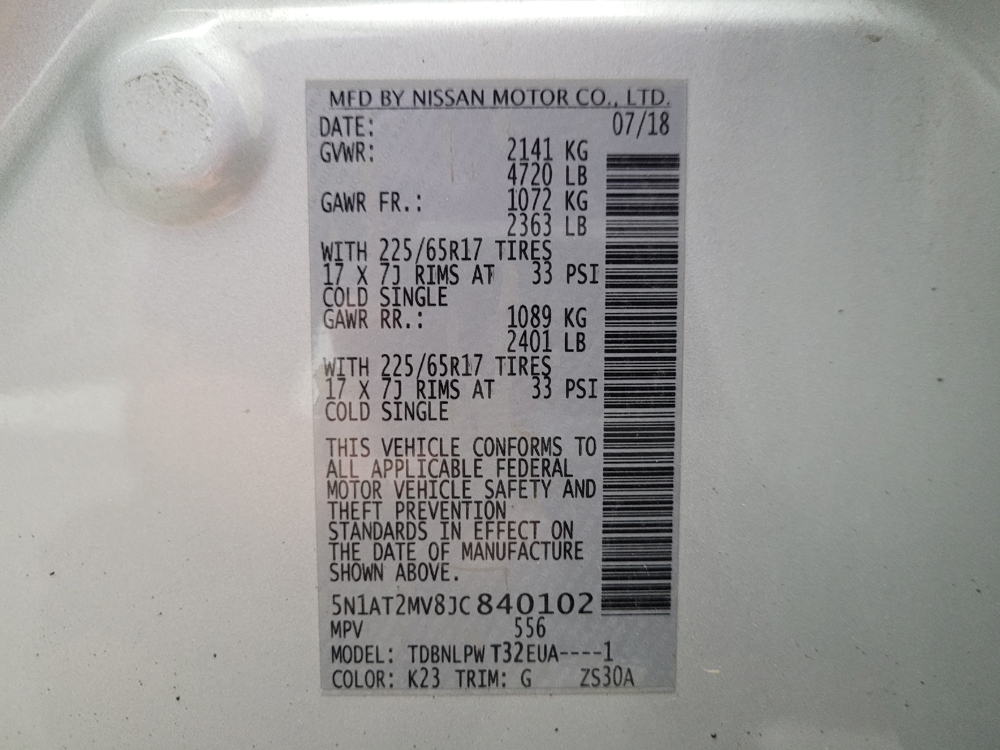 MFD BY NISSAN MOTOR CO., LTD.
DATE: 07/18
GVWR: 2141 KG
4720 LB
GAWR FR.: 1072 KG
2363 LB
WITH 225/65R17 TIRES
17 X 7J RIMS AT 33 PSI
COLD SINGLE
GAWR RR.: 1089 KG
2401 LB
WITH 225/65R17 TIRES
17 X 7J RIMS AT 33 PSI
COLD SINGLE
THIS VEHICLE CONFORMS TO
ALL APPLICABLE FEDERAL
MOTOR VEHICLE SAFETY AND
THEFT PREVENTION
STANDARDS IN EFFECT ON
THE DATE OF MANUFACTURE
SHOWN ABOVE.
5N1AT2MV8JC840102
MPV 556
MODEL: TDBNLPW T32EUA----1
COLOR: K23 TRIM: G ZS30A